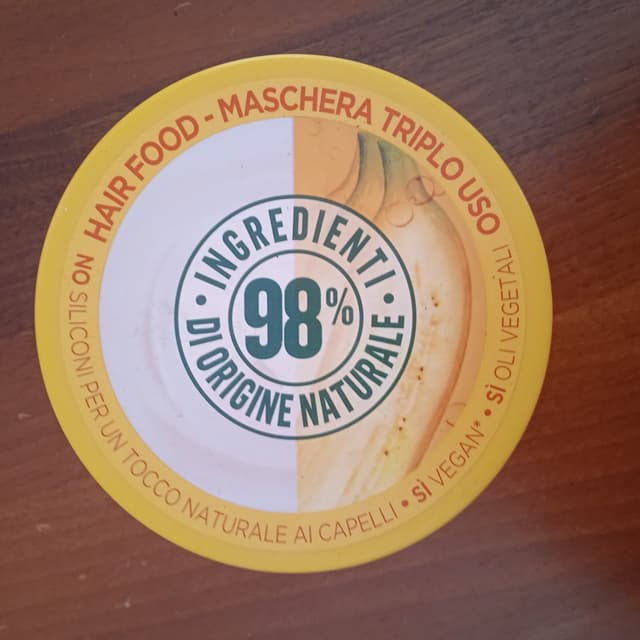 HAIR FOOD - MASCHERA TRIPLO USO
INGREDIENTI
98%
DI ORIGINE NATURALE
NO SILICONI PER UN TOCCO NATURALE AI CAPELLI • SÌ VEGAN* • SÌ OLI VEGETALI